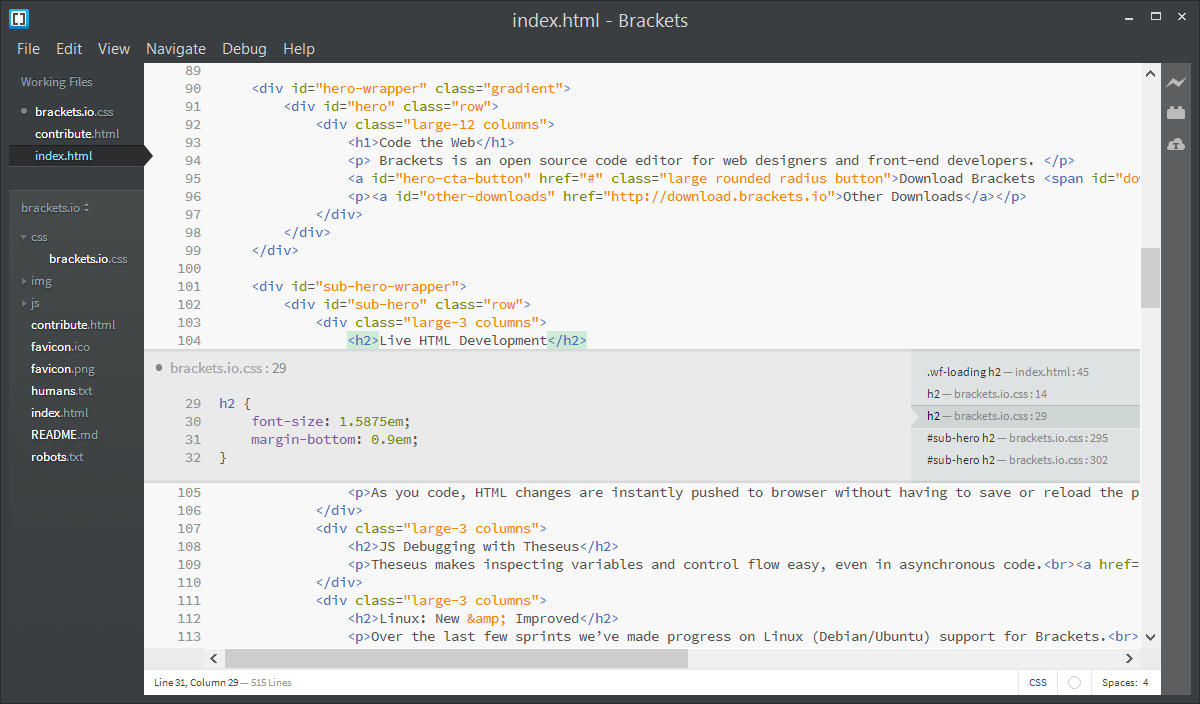 index.html - Brackets
File Edit View Navigate Debug Help
Working Files
brackets.io.css
contribute.html
index.html
brackets.io
css
brackets.io.css
img
js
contribute.html
favicon.ico
favicon.png
humans.txt
index.html
README.md
robots.txt
89
90 <div id="hero-wrapper" class="gradient">
91 <div id="hero" class="row">
92 <div class="large-12 columns">
93 <h1>Code the Web</h1>
94 <p> Brackets is an open source code editor for web designers and front-end developers. </p>
95 <a id="hero-cta-button" href="#" class="large rounded radius button">Download Brackets <span id="do
96 <p><a id="other-downloads" href="http://download.brackets.io">Other Downloads</a></p>
97 </div>
98 </div>
99 </div>
100
101 <div id="sub-hero-wrapper">
102 <div id="sub-hero" class="row">
103 <div class="large-3 columns">
104 <h2>Live HTML Development</h2>
brackets.io.css : 29
29 h2 {
30 font-size: 1.5875em;
31 margin-bottom: 0.9em;
32 }
.wf-loading h2 — index.html : 45
h2 — brackets.io.css : 14
h2 — brackets.io.css : 29
#sub-hero h2 — brackets.io.css : 295
#sub-hero h2 — brackets.io.css : 302
105 <p>As you code, HTML changes are instantly pushed to browser without having to save or reload the p
106 </div>
107 <div class="large-3 columns">
108 <h2>JS Debugging with Theseus</h2>
109 <p>Theseus makes inspecting variables and control flow easy, even in asynchronous code.<br><a href=
110 </div>
111 <div class="large-3 columns">
112 <h2>Linux: New &amp; Improved</h2>
113 <p>Over the last few sprints we’ve made progress on Linux (Debian/Ubuntu) support for Brackets.<br>
Line 31, Column 29 — 515 Lines
CSS
Spaces: 4